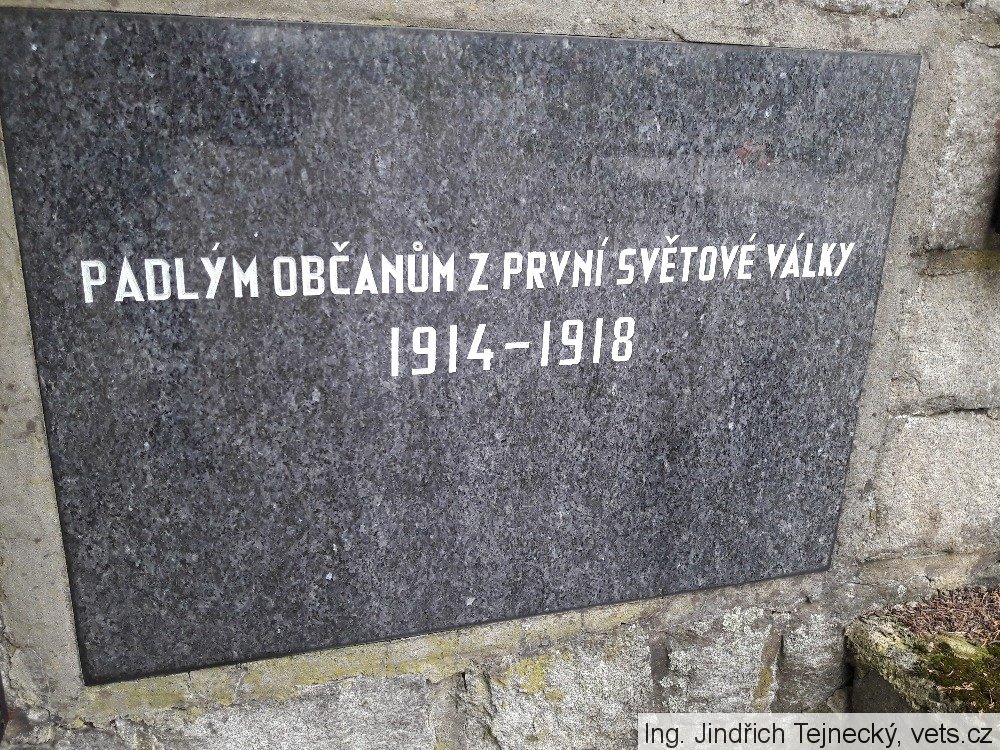 PADLÝM OBČANŮM Z PRVNÍ SVĚTOVÉ VÁLKY
1914-1918
Ing. Jindřich Tejnecký, vets.cz